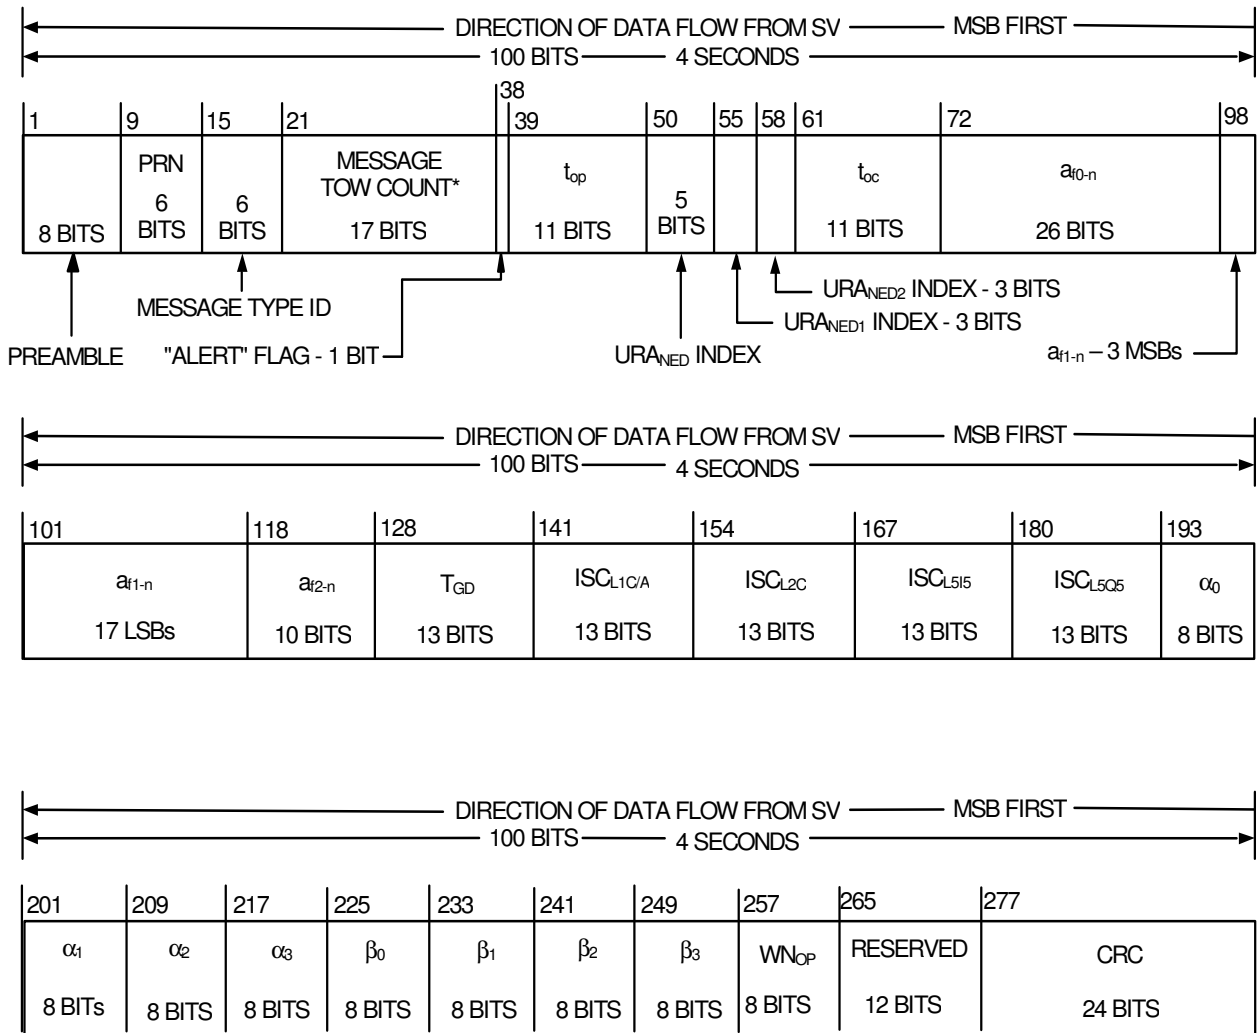 DIRECTION OF DATA FLOW FROM SV MSB FIRST
100 BITS 4 SECONDS
38
1 9 15 21 39 50 55 58 61 72 98
PRN MESSAGE
TOW COUNT* t_op t_oc a_f0-n
6 6 5
8 BITS BITS BITS 17 BITS 11 BITS BITS 11 BITS 26 BITS
URA_NED2 INDEX - 3 BITS
MESSAGE TYPE ID
URA_NED1 INDEX - 3 BITS
PREAMBLE "ALERT" FLAG - 1 BIT URA_NED INDEX a_f1-n – 3 MSBs
DIRECTION OF DATA FLOW FROM SV MSB FIRST
100 BITS 4 SECONDS
101 118 128 141 154 167 180 193
a_f1-n a_f2-n T_GD ISC_L1C/A ISC_L2C ISC_L5I5 ISC_L5Q5 α_0
17 LSBs 10 BITS 13 BITS 13 BITS 13 BITS 13 BITS 13 BITS 8 BITS
DIRECTION OF DATA FLOW FROM SV MSB FIRST
100 BITS 4 SECONDS
201 209 217 225 233 241 249 257 265 277
α_1 α_2 α_3 β_0 β_1 β_2 β_3 WN_OP RESERVED CRC
8 BITs 8 BITS 8 BITS 8 BITS 8 BITS 8 BITS 8 BITS 8 BITS 12 BITS 24 BITS